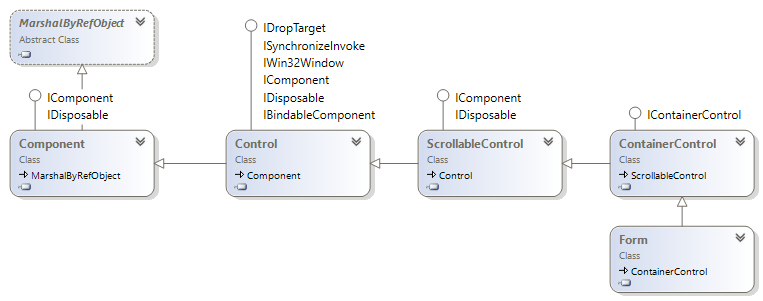 MarshalByRefObject
Abstract Class
IComponent
IDisposable
Component
Class
MarshalByRefObject
IDropTarget
ISynchronizeInvoke
IWin32Window
IComponent
IDisposable
IBindableComponent
Control
Class
Component
IComponent
IDisposable
ScrollableControl
Class
Control
IContainerControl
ContainerControl
Class
ScrollableControl
Form
Class
ContainerControl